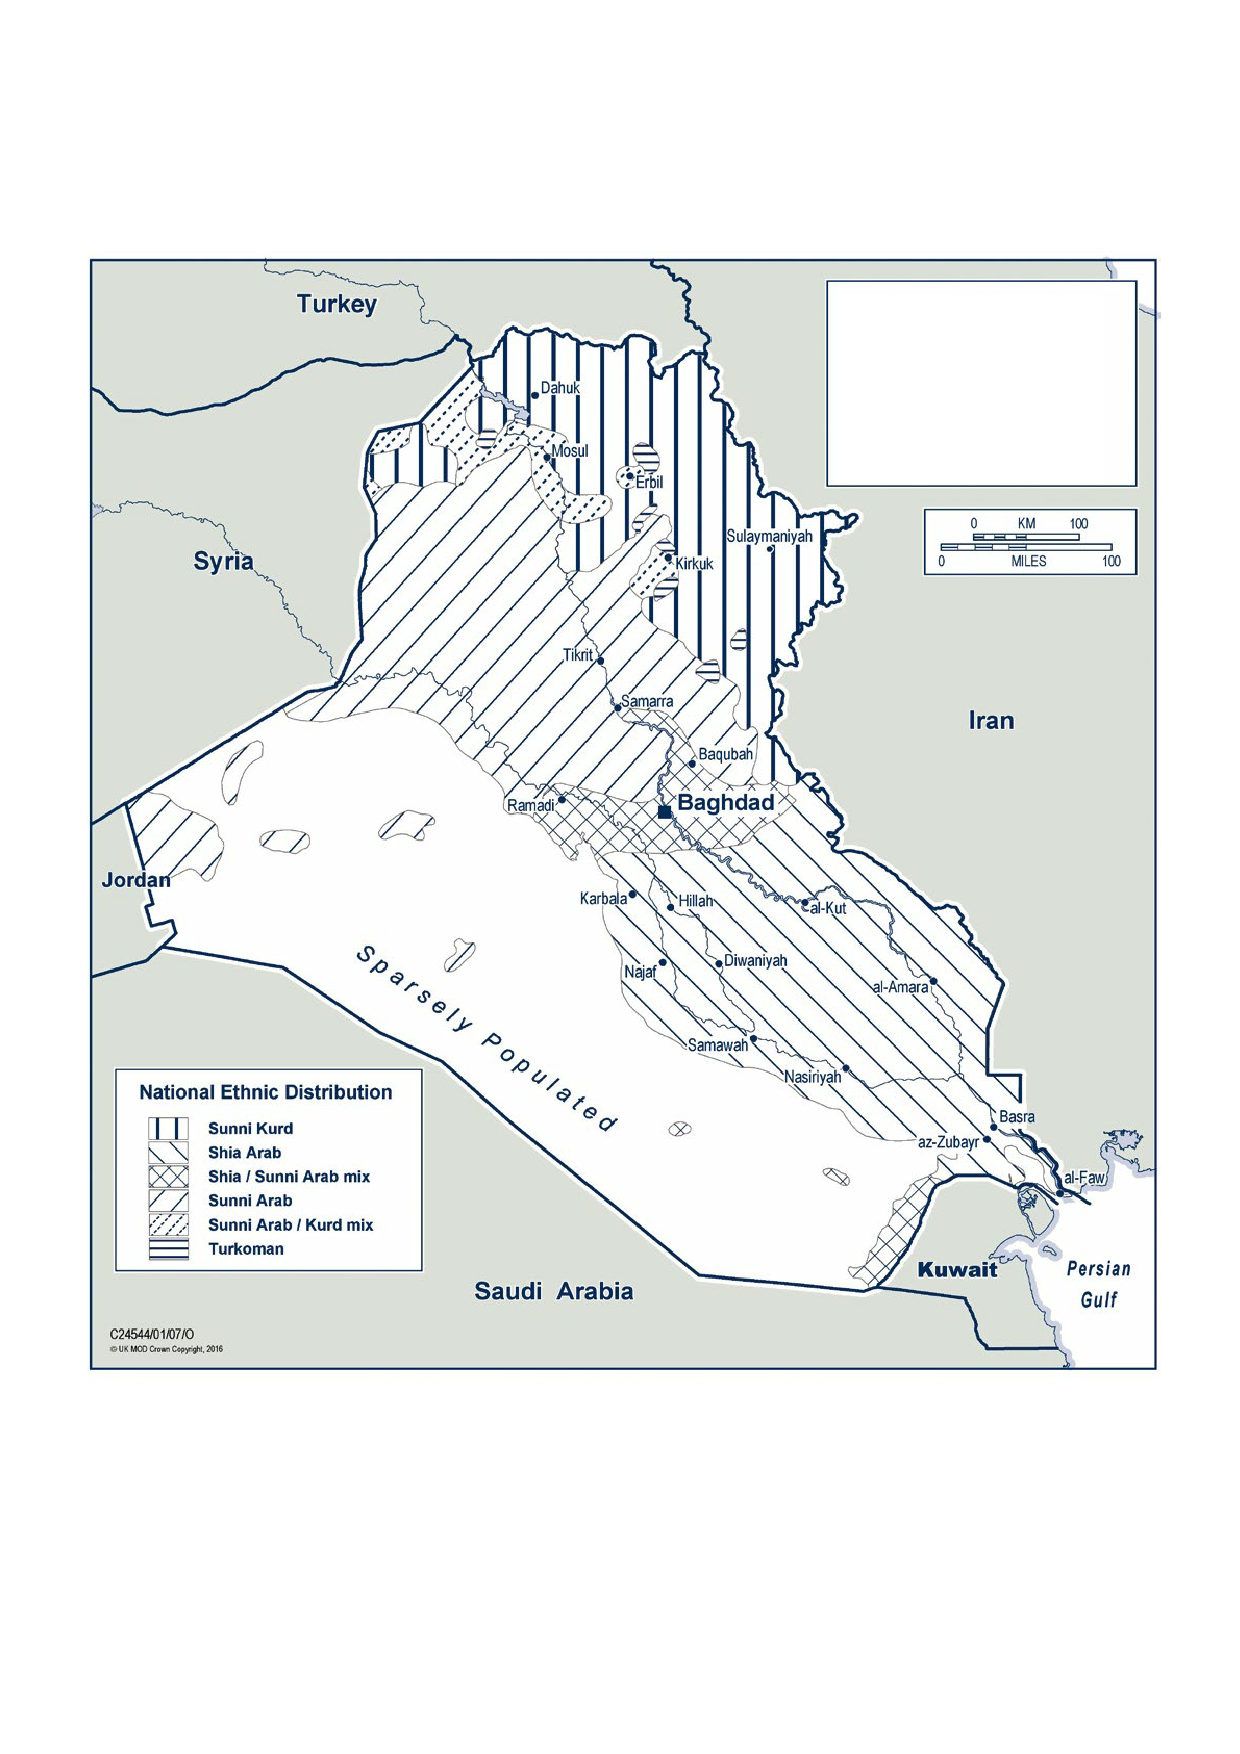 Turkey
Dahuk
Mosul
Erbil
0 KM 100
0 MILES 100
Sulaymaniyah
Syria
Kirkuk
Tikrit
Samarra
Iran
Baqubah
Ramadi
Baghdad
Jordan
Karbala
Hillah
al-Kut
Sparsely Populated
Najaf
Diwaniyah
al-Amara
Samawah
Nasiriyah
Basra
az-Zubayr
al-Faw
National Ethnic Distribution
Sunni Kurd
Shia Arab
Shia / Sunni Arab mix
Sunni Arab
Sunni Arab / Kurd mix
Turkoman
Kuwait
Persian
Gulf
Saudi Arabia
C24544/01/07/O
© UK MOD Crown Copyright, 2016